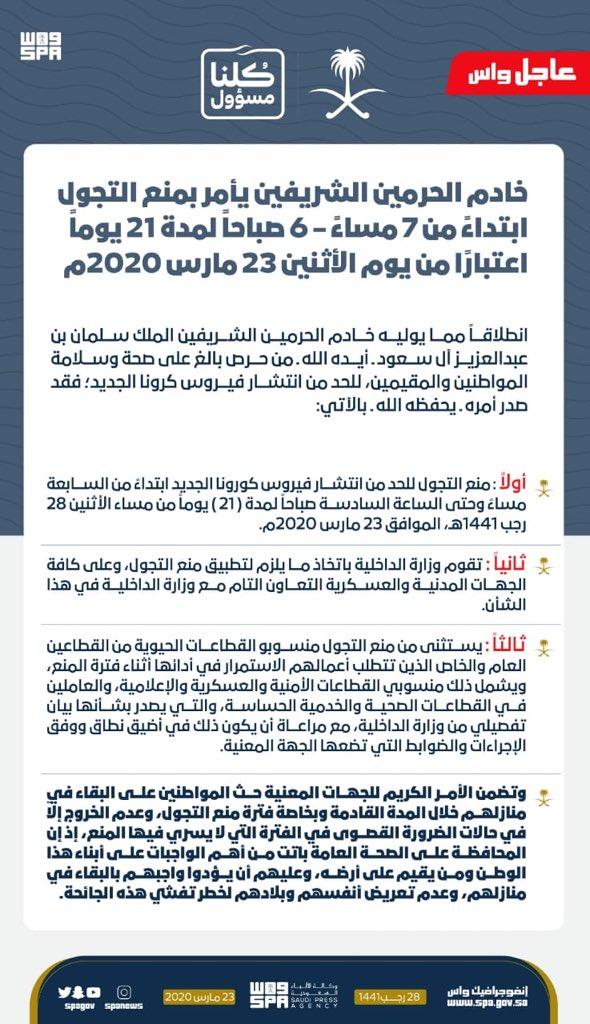 واس
SPA
كلنا
مسؤول
عاجل واس
خادم الحرمين الشريفين يأمر بمنع التجول
ابتداءً من 7 مساءً - 6 صباحاً لمدة 21 يوماً
اعتبارًا من يوم الأثنين 23 مارس 2020م
انطلاقاً مما يوليه خادم الحرمين الشريفين الملك سلمان بن
عبدالعزيز آل سعود ـ أيده الله ـ من حرص بالغ على صحة وسلامة
المواطنين والمقيمين، للحد من انتشار فيروس كرونا الجديد؛ فقد
صدر أمره ـ يحفظه الله ـ بالآتي:
أولاً : منع التجول للحد من انتشار فيروس كورونا الجديد ابتداءً من السابعة
مساءً وحتى الساعة السادسة صباحاً لمدة ( 21 ) يوماً من مساء الأثنين 28
رجب 1441هـ، الموافق 23 مارس 2020م.
ثانياً : تقوم وزارة الداخلية باتخاذ ما يلزم لتطبيق منع التجول، وعلى كافة
الجهات المدنية والعسكرية التعاون التام مع وزارة الداخلية في هذا
الشأن.
ثالثاً : يستثنى من منع التجول منسوبو القطاعات الحيوية من القطاعين
العام والخاص الذين تتطلب أعمالهم الاستمرار في أدائها أثناء فترة المنع،
ويشمل ذلك منسوبي القطاعات الأمنية والعسكرية والإعلامية، والعاملين
في القطاعات الصحية والخدمية الحساسة، والتي يصدر بشأنها بيان
تفصيلي من وزارة الداخلية، مع مراعاة أن يكون ذلك في أضيق نطاق ووفق
الإجراءات والضوابط التي تضعها الجهة المعنية.
وتضمن الأمر الكريم للجهات المعنية حث المواطنين على البقاء في
منازلهم خلال المدة القادمة وبخاصة فترة منع التجول، وعدم الخروج إلّا
في حالات الضرورة القصوى في الفترة التي لا يسري فيها المنع، إذ إن
المحافظة على الصحة العامة باتت من أهم الواجبات على أبناء هذا
الوطن ومن يقيم على أرضه، وعليهم أن يؤدوا واجبهم بالبقاء في
منازلهم، وعدم تعريض أنفسهم وبلادهم لخطر تفشي هذه الجائحة.
إنفوجرافيك واس
www.spa.gov.sa
28 رجب 1441
وكالة الأنباء السعودية
SAUDI PRESS AGENCY
واس
SPA
23 مارس 2020
spanews
spagov